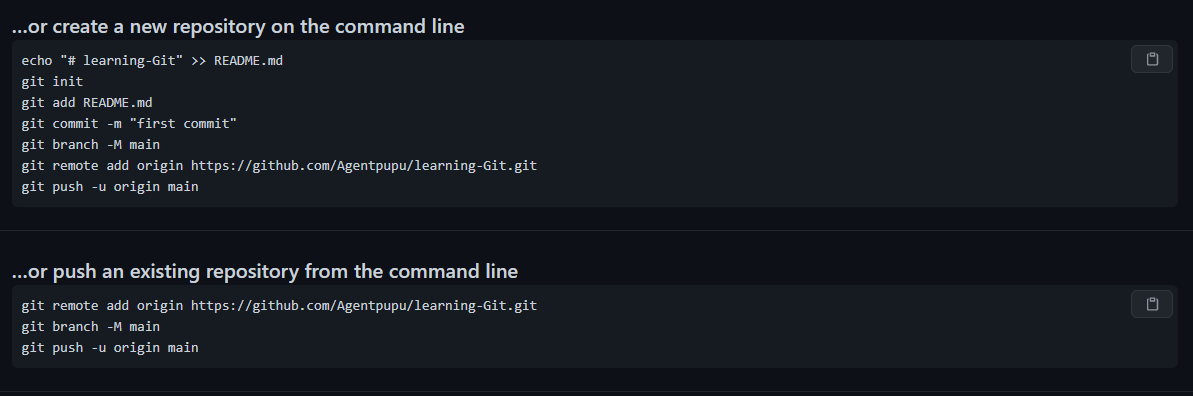 ...or create a new repository on the command line
echo "# learning-Git" >> README.md
git init
git add README.md
git commit -m "first commit"
git branch -M main
git remote add origin https://github.com/Agentpupu/learning-Git.git
git push -u origin main
...or push an existing repository from the command line
git remote add origin https://github.com/Agentpupu/learning-Git.git
git branch -M main
git push -u origin main